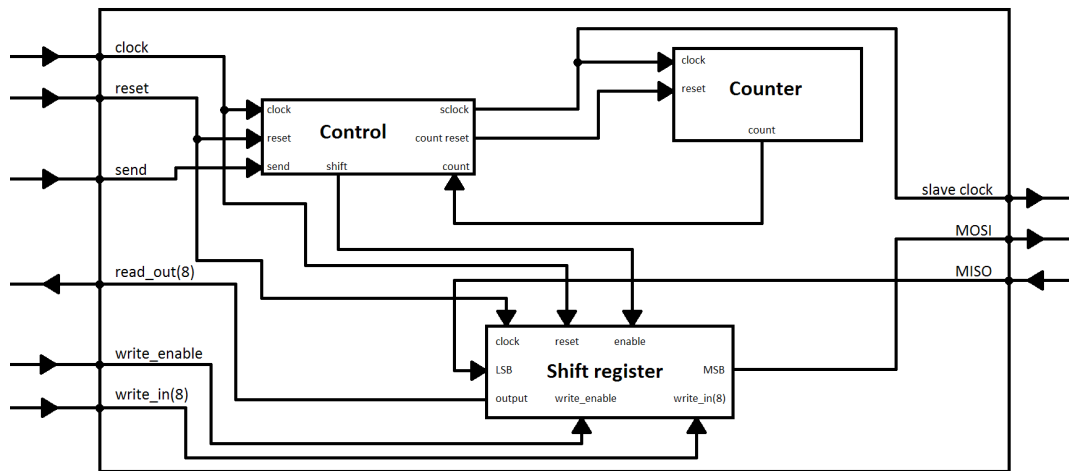 clock
reset
send
read_out(8)
write_enable
write_in(8)
clock
reset
send
Control
shift
sclock
count reset
count
clock
reset
Counter
count
slave clock
MOSI
MISO
clock
reset
enable
LSB
Shift register
MSB
output
write_enable
write_in(8)